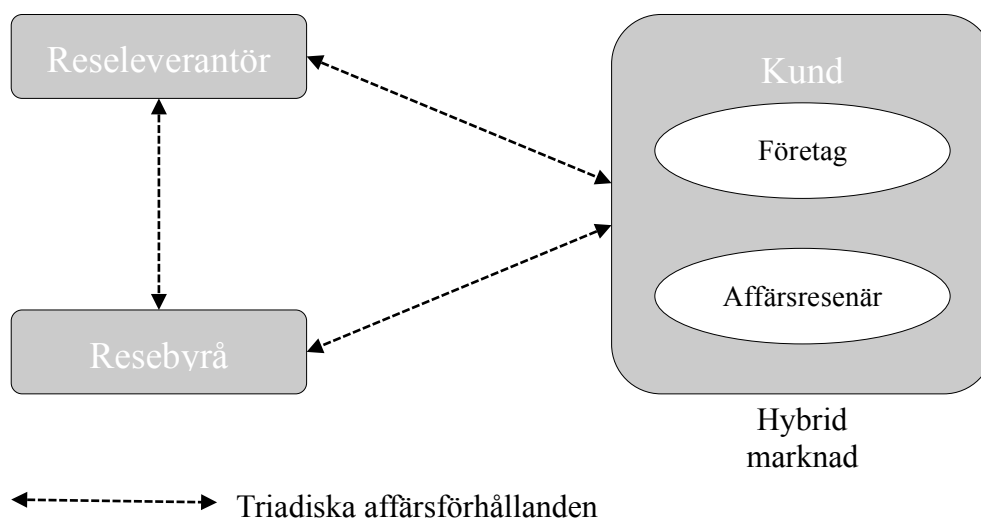 Reseleverantör
Kund
Företag
Affärsresenär
Resebyrå
Hybrid
marknad
Triadiska affärsförhållanden